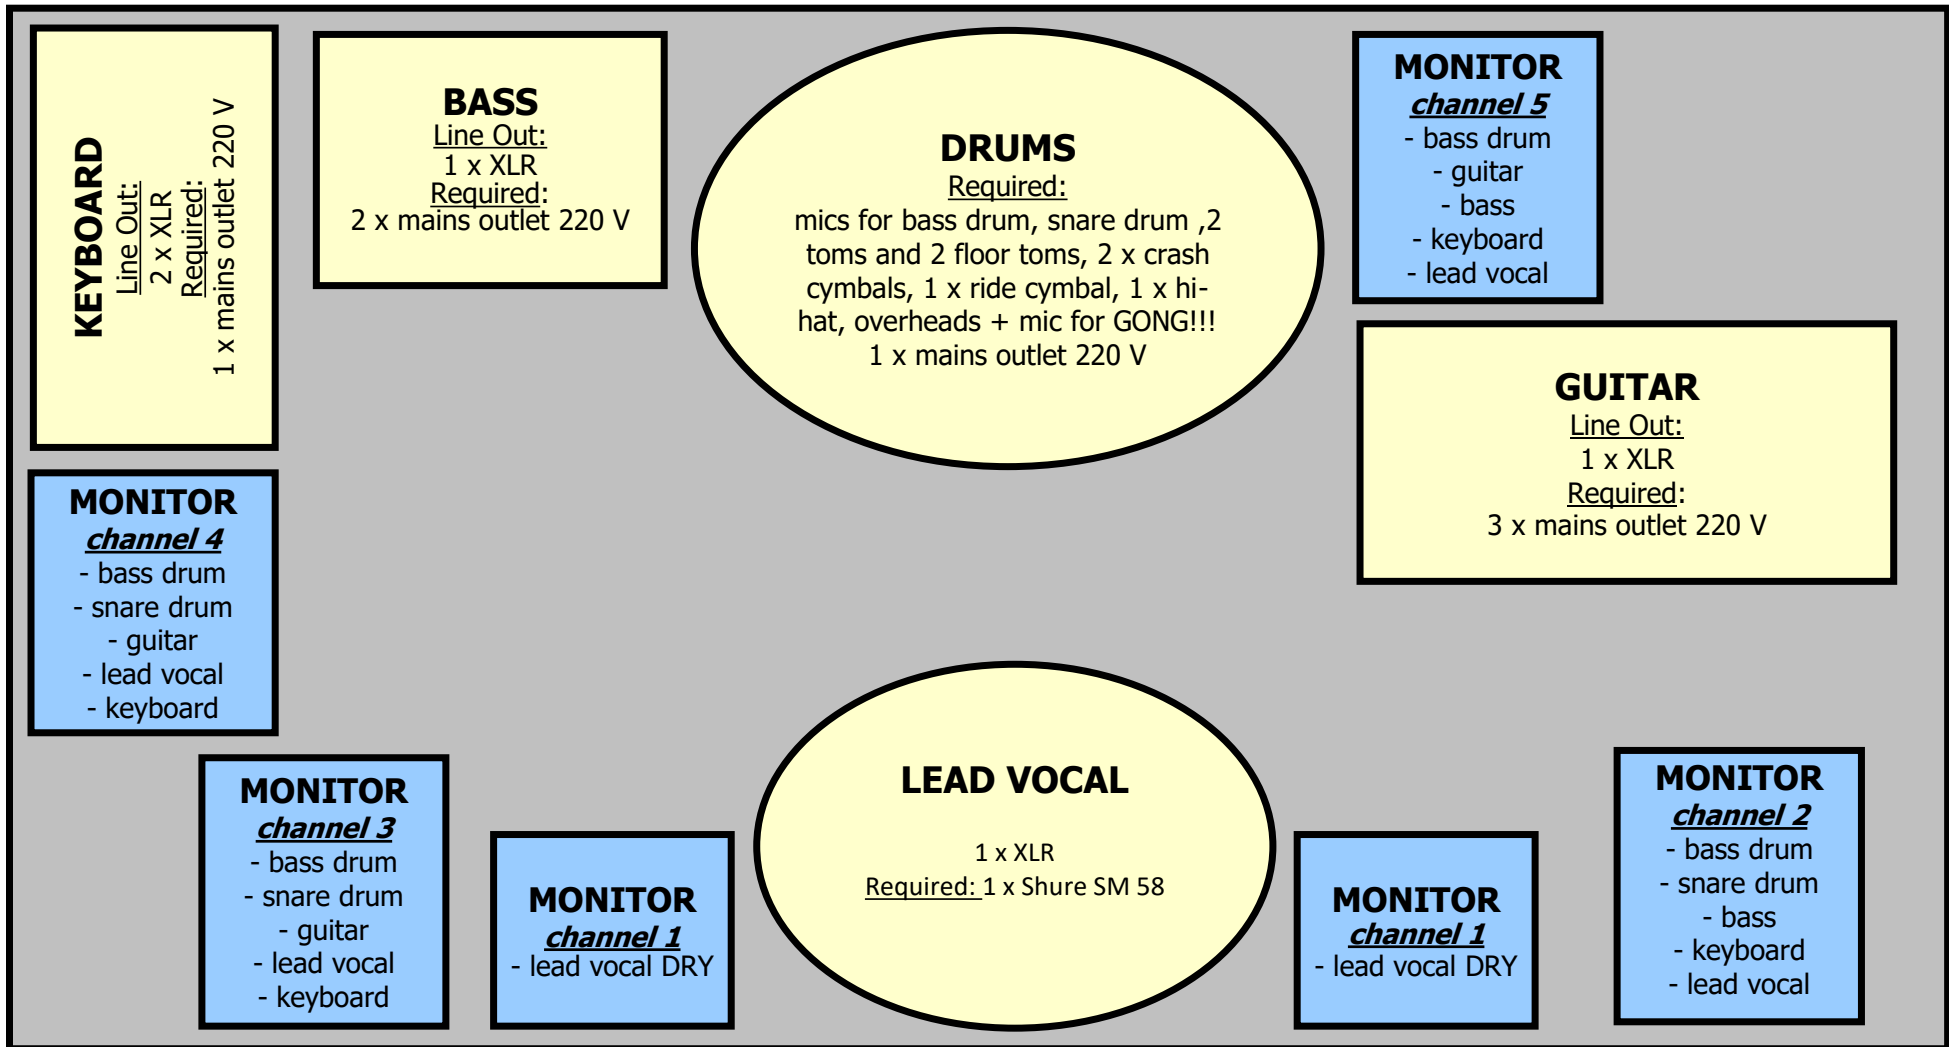 KEYBOARD
Line Out:
2 x XLR
Required:
1 x mains outlet 220 V
BASS
Line Out:
1 x XLR
Required:
2 x mains outlet 220 V
DRUMS
Required:
mics for bass drum, snare drum ,2
toms and 2 floor toms, 2 x crash
cymbals, 1 x ride cymbal, 1 x hi-
hat, overheads + mic for GONG!!!
1 x mains outlet 220 V
MONITOR
channel 5
- bass drum
- guitar
- bass
- keyboard
- lead vocal
GUITAR
Line Out:
1 x XLR
Required:
3 x mains outlet 220 V
MONITOR
channel 4
- bass drum
- snare drum
- guitar
- lead vocal
- keyboard
MONITOR
channel 3
- bass drum
- snare drum
- guitar
- lead vocal
- keyboard
MONITOR
channel 1
- lead vocal DRY
LEAD VOCAL
1 x XLR
Required: 1 x Shure SM 58
MONITOR
channel 1
- lead vocal DRY
MONITOR
channel 2
- bass drum
- snare drum
- bass
- keyboard
- lead vocal